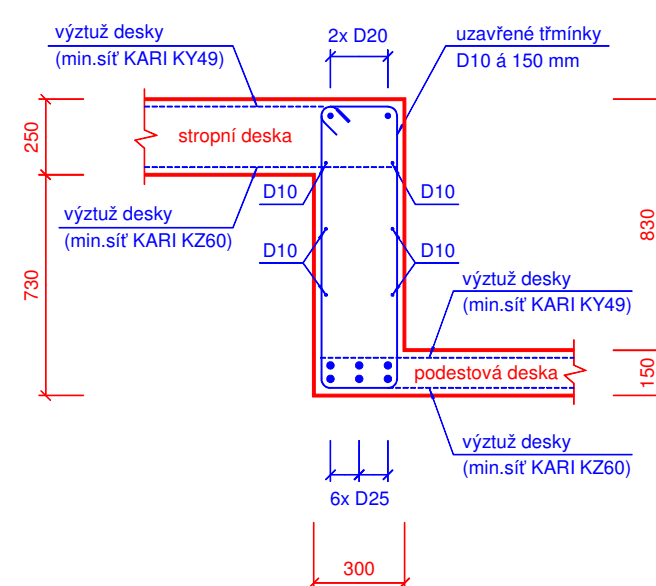 výztuž desky
(min.síť KARI KY49)
2x D20
uzavřené třmínky
D10 á 150 mm
250
stropní deska
D10
D10
výztuž desky
(min.síť KARI KZ60)
830
D10
D10
730
výztuž desky
(min.síť KARI KY49)
podestová deska
150
výztuž desky
(min.síť KARI KZ60)
6x D25
300